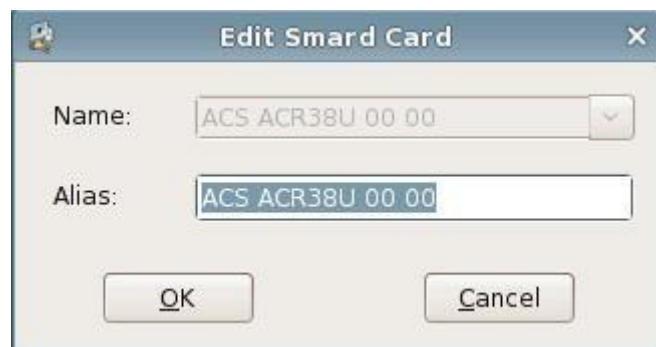 Edit Smard Card
Name: ACS ACR38U 00 00
Alias: ACS ACR38U 00 00
OK Cancel